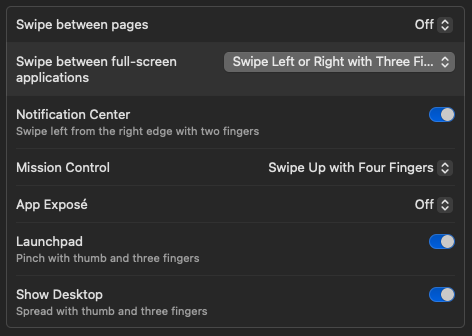 Swipe between pages
Off
Swipe between full-screen
applications
Swipe Left or Right with Three Fi...
Notification Center
Swipe left from the right edge with two fingers
Mission Control
Swipe Up with Four Fingers
App Exposé
Off
Launchpad
Pinch with thumb and three fingers
Show Desktop
Spread with thumb and three fingers